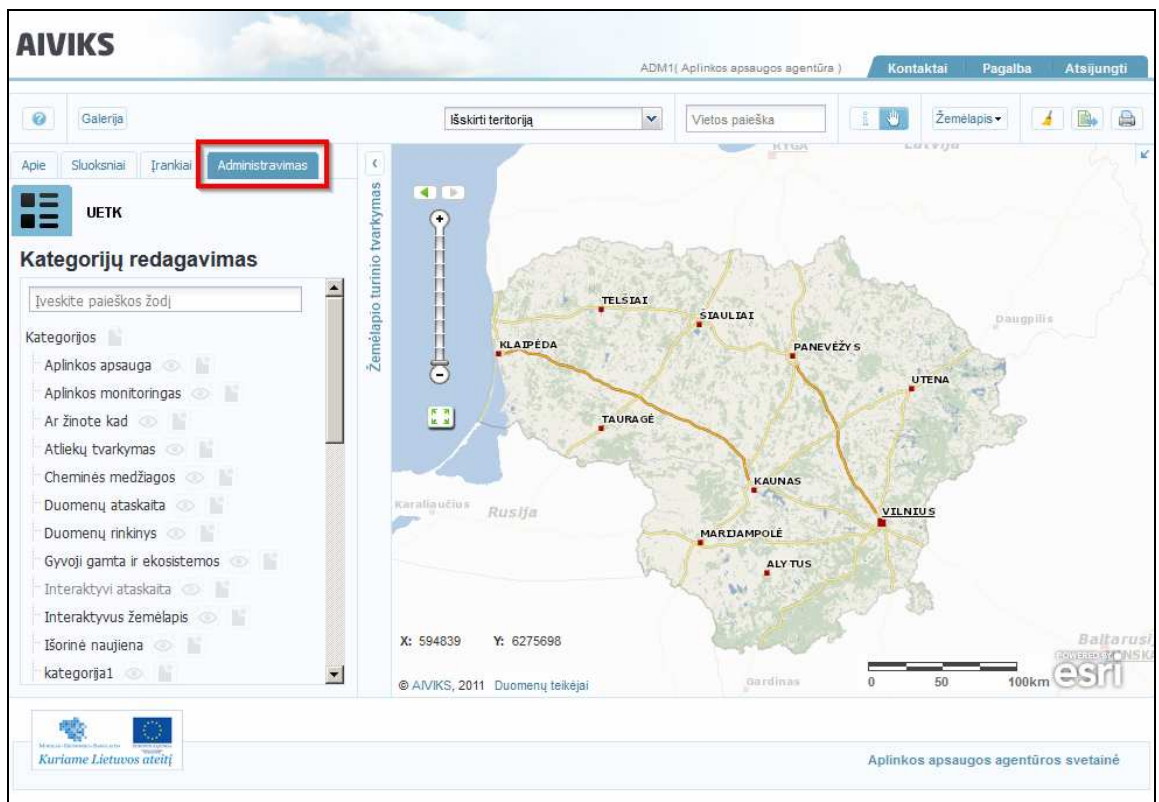 AIVIKS
ADM1( Aplinkos apsaugos agentūra )
Kontaktai Pagalba Atsijungti
Galerija
Išskirti teritoriją
Vietos paieška
Žemėlapis
Apie Sluoksniai Įrankiai Administravimas
UETK
Kategorijų redagavimas
Įveskite paieškos žodį
Kategorijos
Aplinkos apsauga
Aplinkos monitoringas
Ar žinote kad
Atliekų tvarkymas
Cheminės medžiagos
Duomenų ataskaita
Duomenų rinkinys
Gyvoji gamta ir ekosistemos
Interaktyvi ataskaita
Interaktyvus žemėlapis
Išorinė naujiena
kategorija1
Žemėlapio turinio tvarkymas
RYGA
Latvija
TELŠIAI
ŠIAULIAI
Daugpilis
KLAIPĖDA
PANEVĖŽYS
UTENA
TAURAGĖ
KAUNAS
Karaliaučius
Rusija
VILNIUS
MARIJAMPOLĖ
ALYTUS
X: 594839 Y: 6275698
Gardinas
0 50 100km
POWERED BY
esri
© AIVIKS, 2011 Duomenų teikėjai
Kuriame Lietuvos ateitį
Aplinkos apsaugos agentūros svetainė